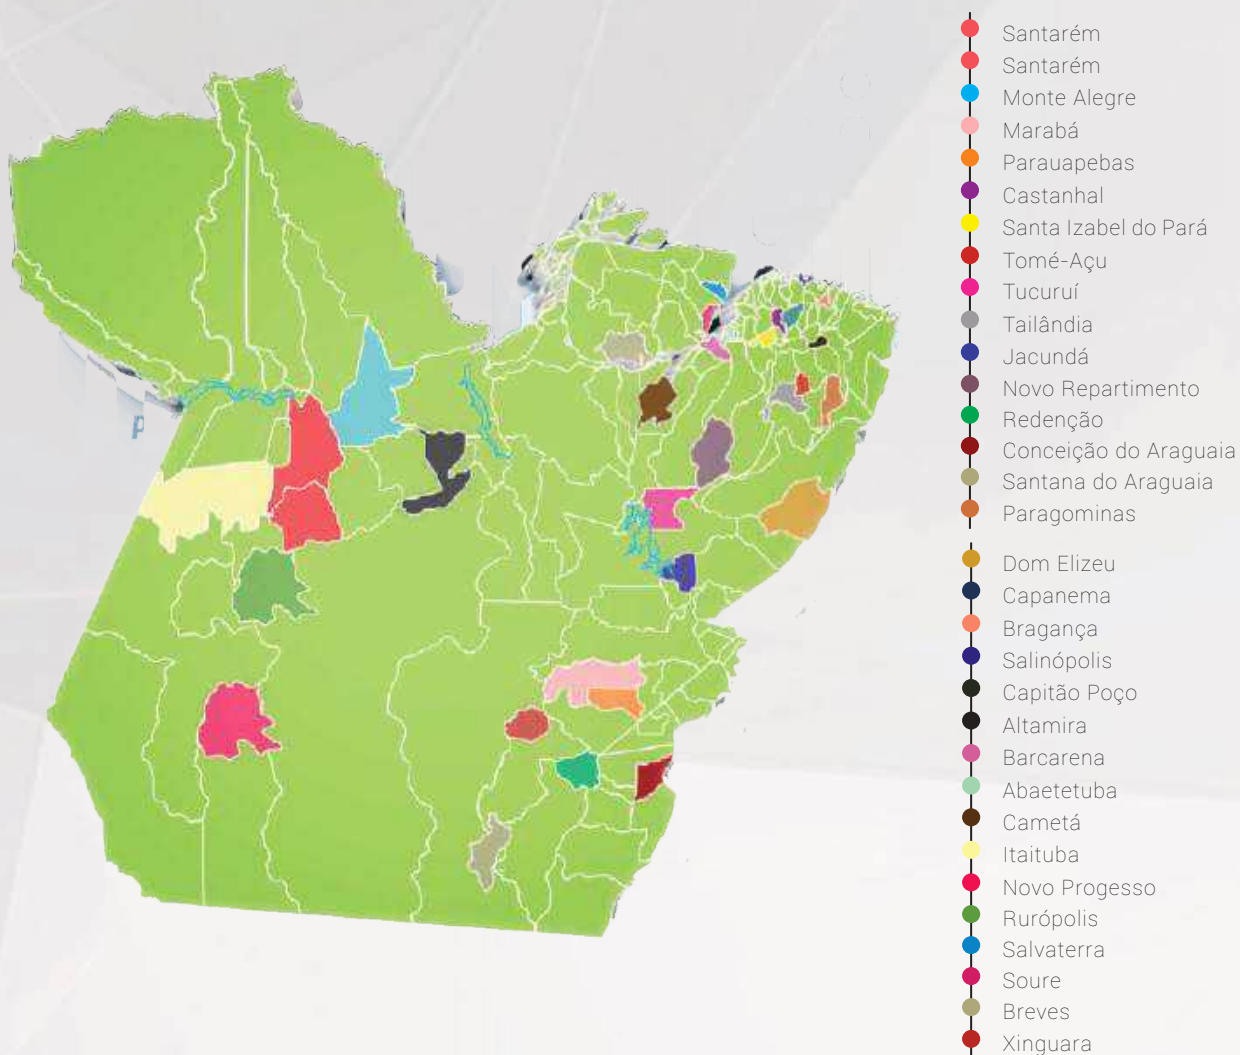 Santarém
Santarém
Monte Alegre
Marabá
Parauapebas
Castanhal
Santa Izabel do Pará
Tomé-Açu
Tucuruí
Tailândia
Jacundá
Novo Repartimento
Redenção
Conceição do Araguaia
Santana do Araguaia
Paragominas
Dom Elizeu
Capanema
Bragança
Salinópolis
Capitão Poço
Altamira
Barcarena
Abaetetuba
Cametá
Itaituba
Novo Progesso
Rurópolis
Salvaterra
Soure
Breves
Xinguara